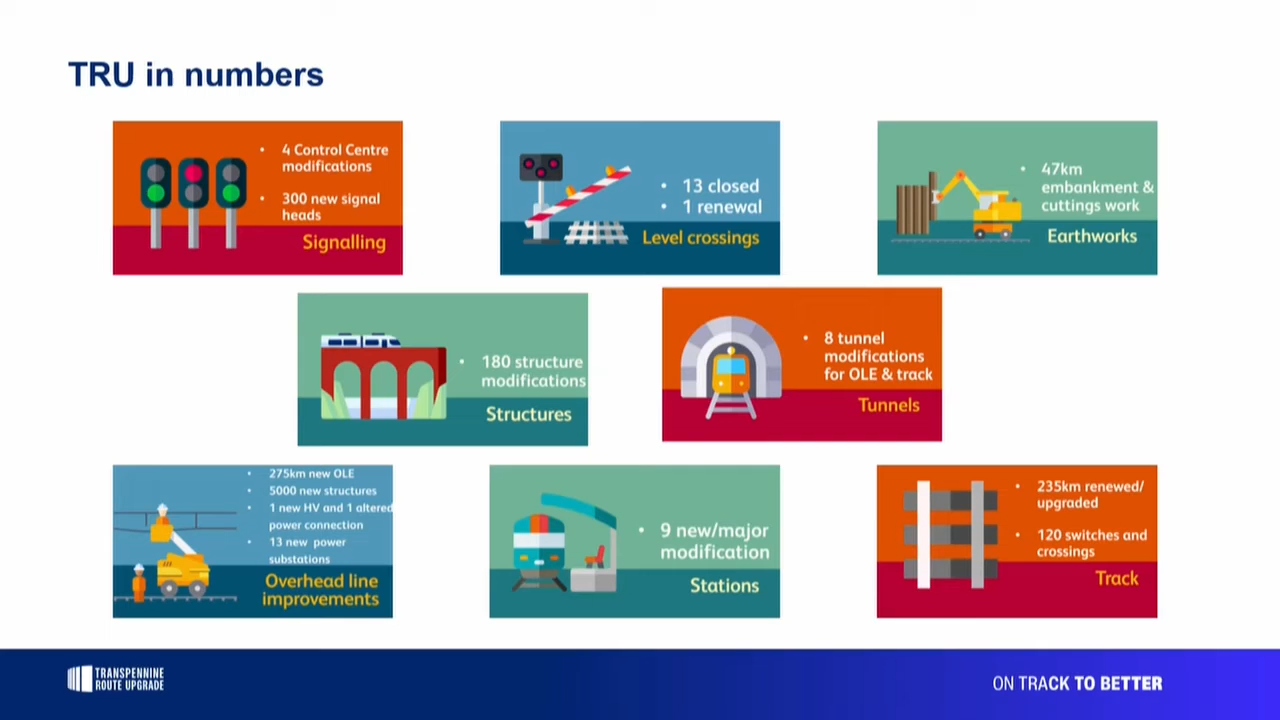 TRU in numbers
• 4 Control Centre
modifications
• 300 new signal
heads
Signalling
• 13 closed
• 1 renewal
Level crossings
• 47km
embankment &
cuttings work
Earthworks
• 180 structure
modifications
Structures
• 8 tunnel
modifications
for OLE & track
Tunnels
• 275km new OLE
• 5000 new structures
• 1 new HV and 1 altered
power connection
• 13 new power
substations
Overhead line
improvements
• 9 new/major
modification
Stations
• 235km renewed/
upgraded
• 120 switches and
crossings
Track
TRANSPENNINE
ROUTE UPGRADE
ON TRACK TO BETTER